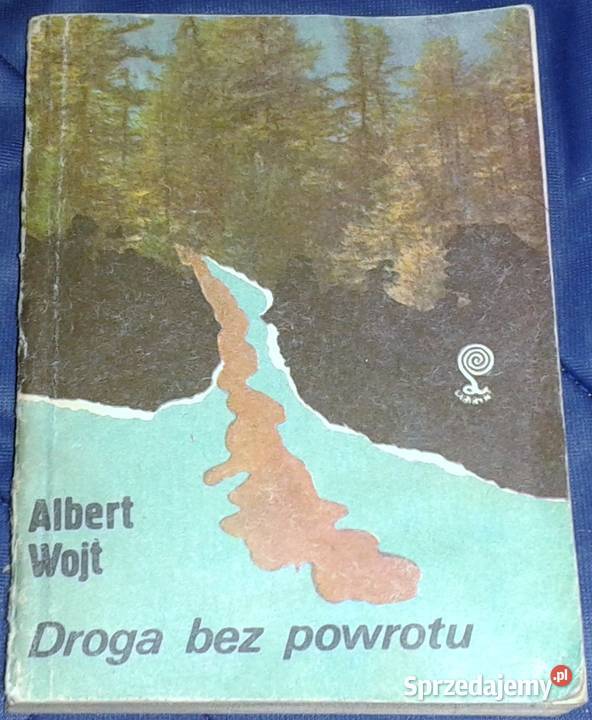 Albert
Wojt
Droga bez powrotu
Sprzedajemy.pl